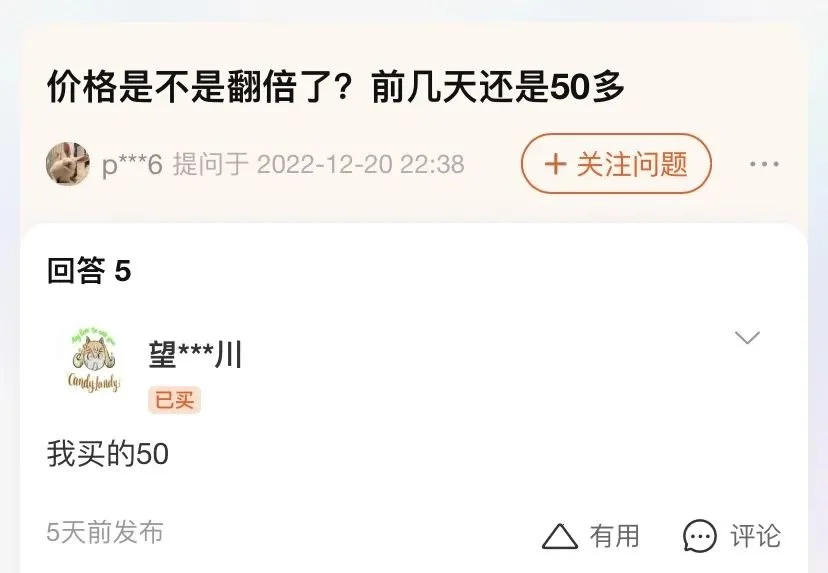 价格是不是翻倍了？前几天还是50多
p***6 提问于 2022-12-20 22:38
+ 关注问题
回答 5
望***川
Candylandy
已买
我买的50
5天前发布
有用
评论